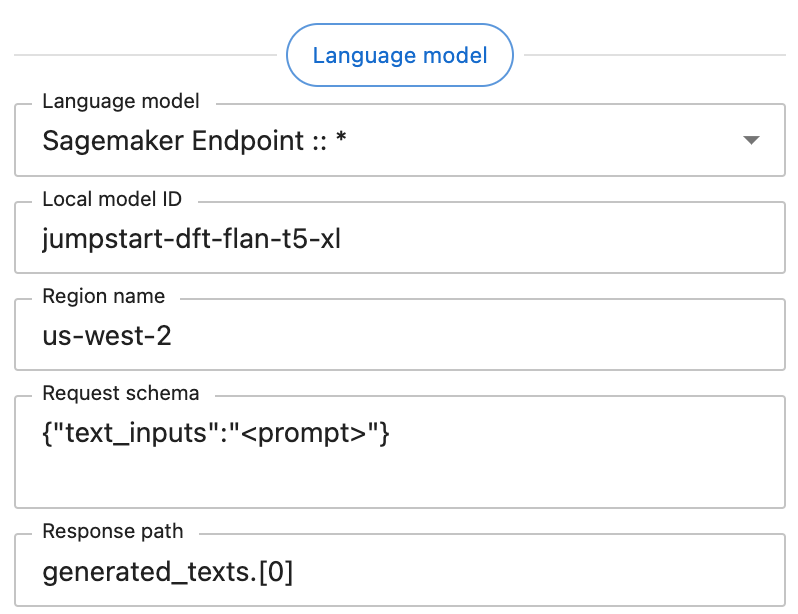 Language model
Language model
Sagemaker Endpoint :: *
Local model ID
jumpstart-dft-flan-t5-xl
Region name
us-west-2
Request schema
{"text_inputs":"<prompt>"}
Response path
generated_texts.[0]